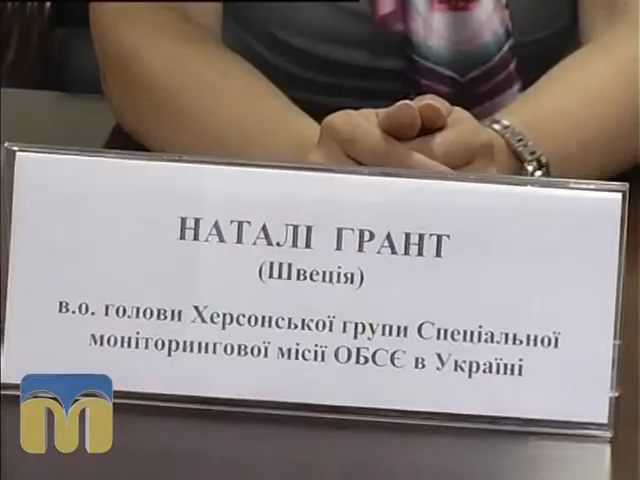 НАТАЛІ ГРАНТ
(Швеція)
в.о. голови Херсонської групи Спеціальної
моніторингової місії ОБСЄ в Україні